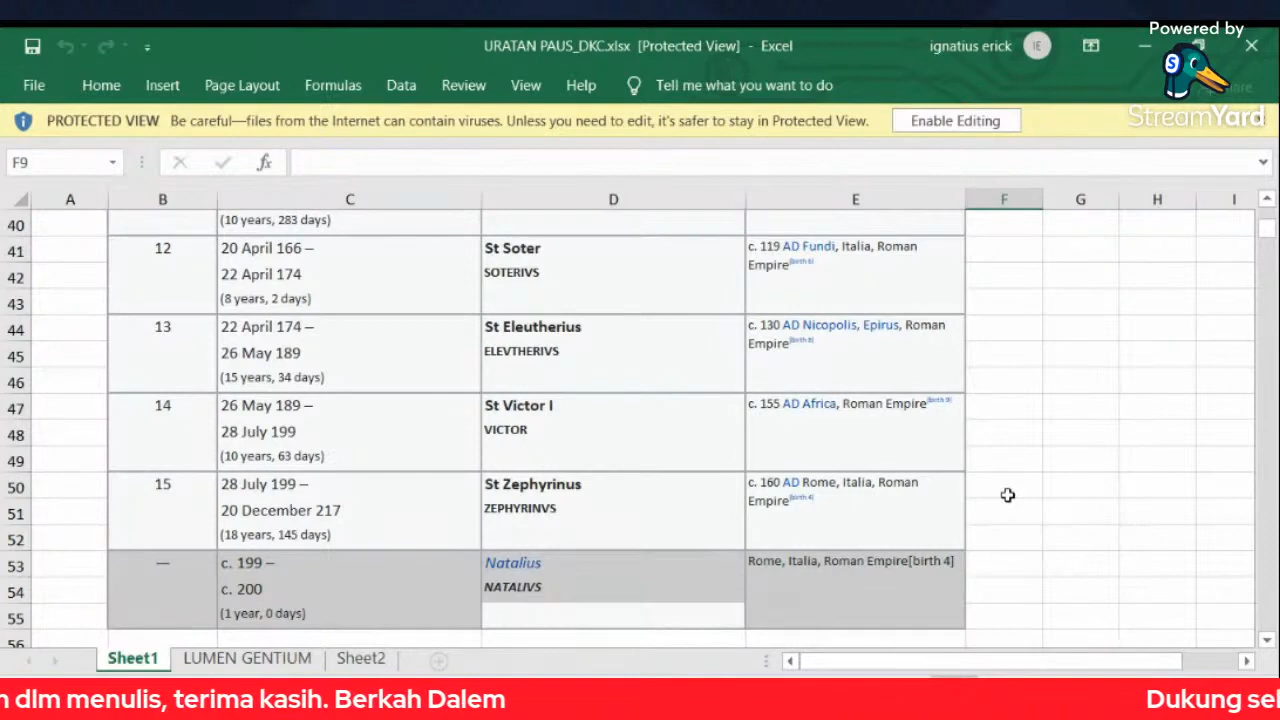 Powered by
URATAN PAUS_DKC.xlsx [Protected View] - Excel
ignatius erick
IE
StreamYard
File Home Insert Page Layout Formulas Data Review View Help Tell me what you want to do
PROTECTED VIEW Be careful—files from the Internet can contain viruses. Unless you need to edit, it's safer to stay in Protected View. Enable Editing
F9
fx
A B C D E F G H I
40 (10 years, 283 days)
41 12 20 April 166 – St Soter c. 119 AD Fundi, Italia, Roman
42 22 April 174 SOTERIVS Empire[birth 6]
43 (8 years, 2 days)
44 13 22 April 174 – St Eleutherius c. 130 AD Nicopolis, Epirus, Roman
45 26 May 189 ELEVTHERIVS Empire
46 (15 years, 34 days)
47 14 26 May 189 – St Victor I c. 155 AD Africa, Roman Empire
48 28 July 199 VICTOR
49 (10 years, 63 days)
50 15 28 July 199 – St Zephyrinus c. 160 AD Rome, Italia, Roman
51 20 December 217 ZEPHYRINVS Empire[birth 4]
52 (18 years, 145 days)
53 — c. 199 – Natalius Rome, Italia, Roman Empire[birth 4]
54 c. 200 NATALIVS
55 (1 year, 0 days)
56
Sheet1 LUMEN GENTIUM Sheet2
dlm menulis, terima kasih. Berkah Dalem Dukung